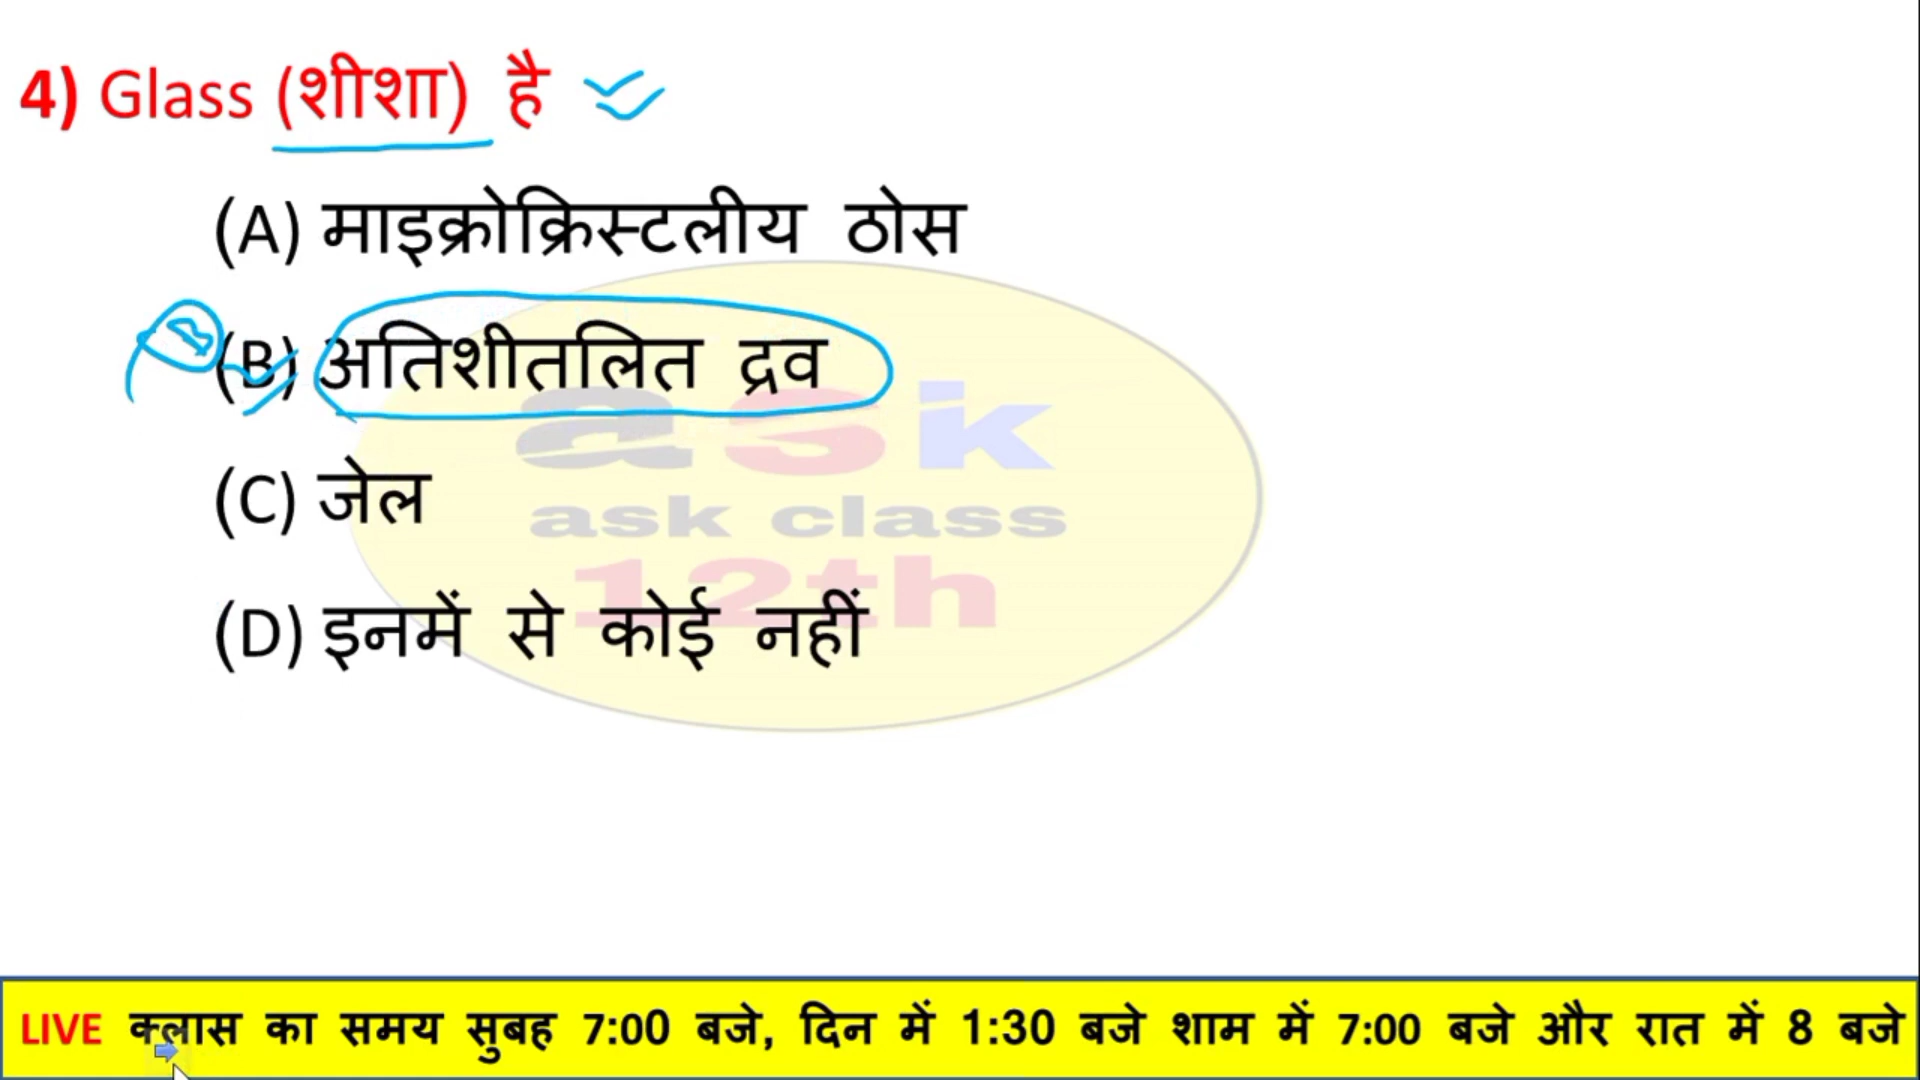 4) Glass (शीशा) है
(A) माइक्रोक्रिस्टलीय ठोस
B
(B) अतिशीतलित द्रव
ask
(C) जेल
ask class
12th
(D) इनमें से कोई नहीं
LIVE क्लास का समय सुबह 7:00 बजे, दिन में 1:30 बजे शाम में 7:00 बजे और रात में 8 बजे